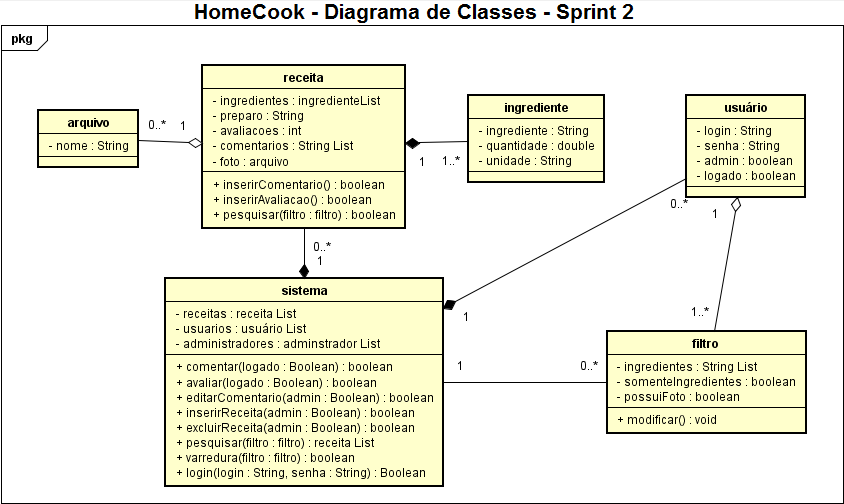 HomeCook - Diagrama de Classes - Sprint 2
pkg
arquivo
- nome : String
0..*
1
receita
- ingredientes : ingredienteList
- preparo : String
- avaliacoes : int
- comentarios : String List
- foto : arquivo
+ inserirComentario() : boolean
+ inserirAvaliacao() : boolean
+ pesquisar(filtro : filtro) : boolean
1
1..*
ingrediente
- ingrediente : String
- quantidade : double
- unidade : String
usuário
- login : String
- senha : String
- admin : boolean
- logado : boolean
0..*
1
0..*
1
sistema
- receitas : receita List
- usuarios : usuário List
- administradores : adminstrador List
+ comentar(logado : Boolean) : boolean
+ avaliar(logado : Boolean) : boolean
+ editarComentario(admin : Boolean) : boolean
+ inserirReceita(admin : Boolean) : boolean
+ excluirReceita(admin : Boolean) : boolean
+ pesquisar(filtro : filtro) : receita List
+ varredura(filtro : filtro) : boolean
+ login(login : String, senha : String) : Boolean
1
1..*
1
0..*
filtro
- ingredientes : String List
- somenteIngredientes : boolean
- possuiFoto : boolean
+ modificar() : void